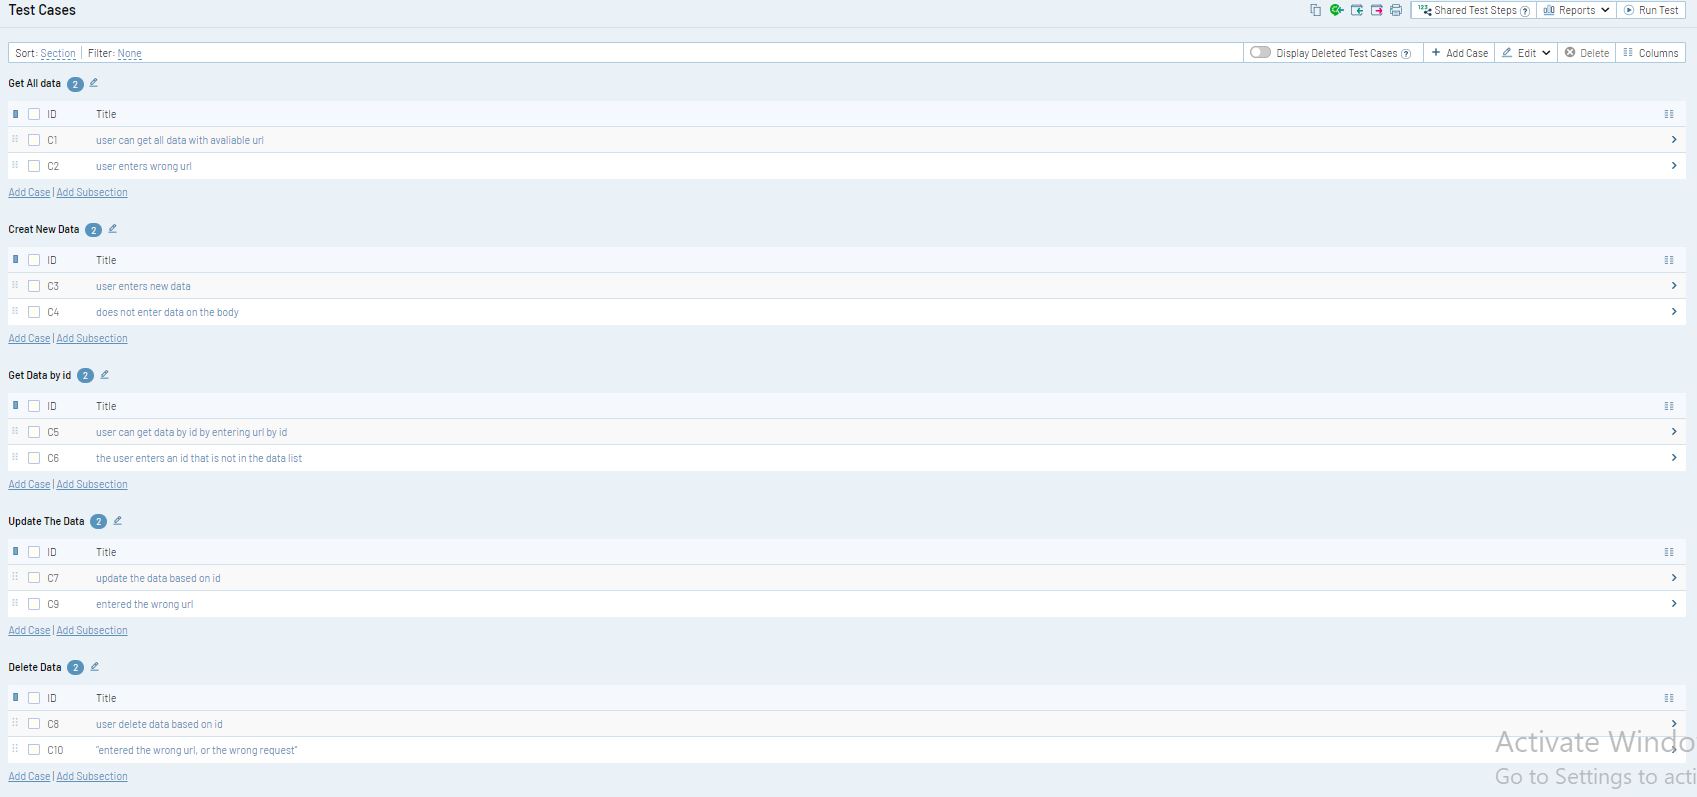 Test Cases
Shared Test Steps ? Reports Run Test
Sort: Section Filter: None Display Deleted Test Cases ? + Add Case Edit Delete Columns
Get All data 2
ID Title
C1 user can get all data with avaliable url
C2 user enters wrong url
Add Case | Add Subsection
Creat New Data 2
ID Title
C3 user enters new data
C4 does not enter data on the body
Add Case | Add Subsection
Get Data by id 2
ID Title
C5 user can get data by id by entering url by id
C6 the user enters an id that is not in the data list
Add Case | Add Subsection
Update The Data 2
ID Title
C7 update the data based on id
C9 entered the wrong url
Add Case | Add Subsection
Delete Data 2
ID Title
C8 user delete data based on id
C10 "entered the wrong url, or the wrong request"
Add Case | Add Subsection
Activate Windo
Go to Settings to acti